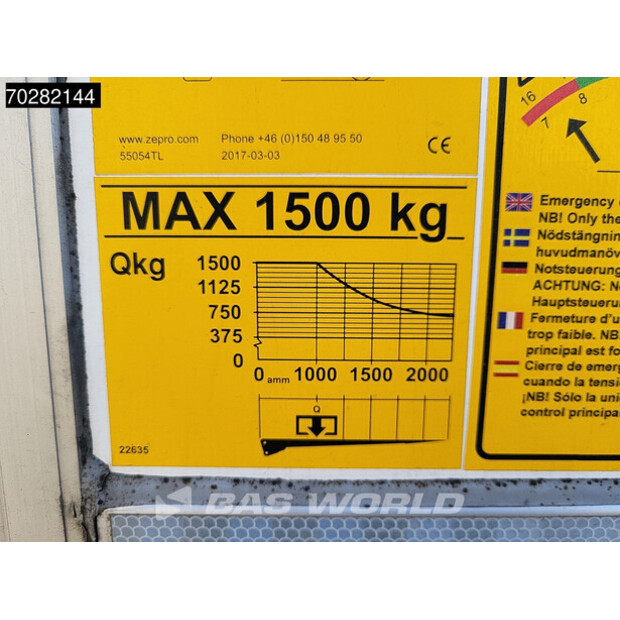 70282144
www.zepro.com Phone +46 (0)150 48 95 50
55054TL 2017-03-03 CE
MAX 1500 kg
Qkg
1500
1125
750
375
0
0 amm 1000 1500 2000
Q
22635
16 8
7
Emergency
NB! Only the
Nödstängnin
huvudmanöv
Notsteuerung
ACHTUNG: N
Hauptsteuerun
Fermeture d'u
trop faible. NB
principal est fo
Cierre de emerg
cuando la tensi
¡NB! Sólo la uni
control principa
BAS WORLD